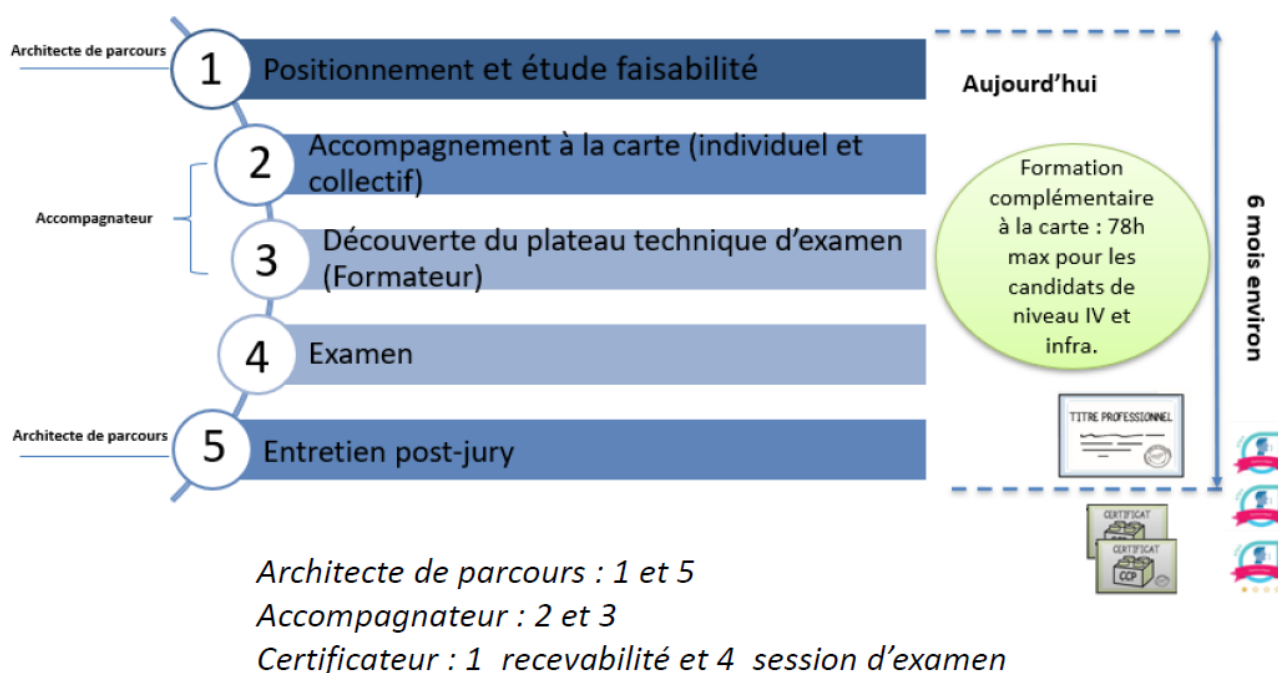 Architecte de parcours
1
Positionnement et étude faisabilité
Aujourd'hui
2
Accompagnement à la carte (individuel et
collectif)
Accompagnateur
3
Découverte du plateau technique d'examen
(Formateur)
Formation
complémentaire
à la carte : 78h
max pour les
candidats de
niveau IV et
infra.
6 mois environ
4
Examen
Architecte de parcours
5
Entretien post-jury
TITRE PROFESSIONNEL
CERTIFICAT
CERTIFICAT
CCP
Architecte de parcours : 1 et 5
Accompagnateur : 2 et 3
Certificateur : 1 recevabilité et 4 session d'examen